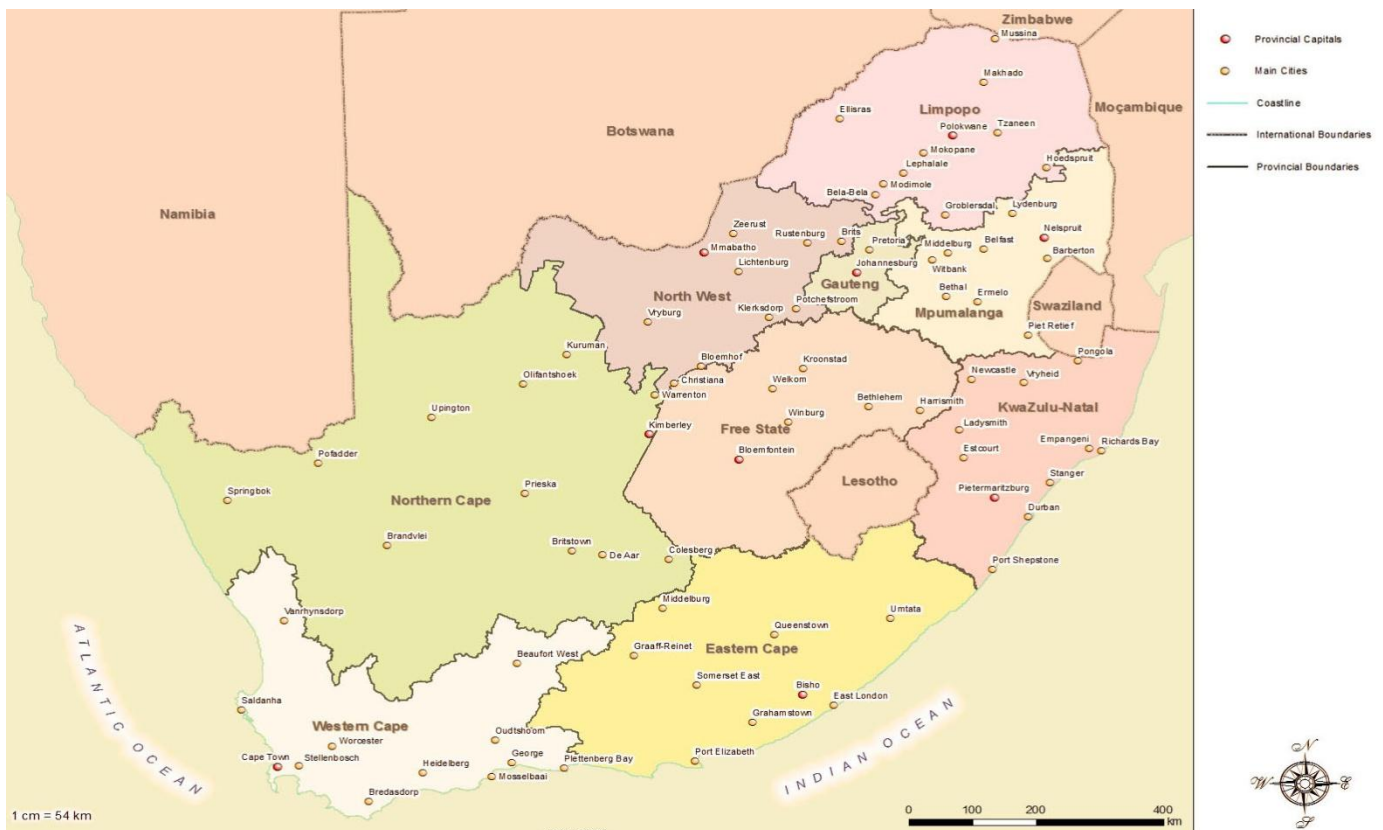 Zimbabwe
Mussina
Makhado
Ellisras
Limpopo
Moçambique
Botswana
Polokwane
Tzaneen
Mokopane
Hoedspruit
Lephalale
Modimole
Bela-Bela
Namibia
Groblersdal
Lydenburg
Zeerust
Rustenburg
Brits
Nelspruit
Mmabatho
Pretoria
Middelburg
Belfast
Barberton
Lichtenburg
Johannesburg
Witbank
Gauteng
North West
Bethal
Ermelo
Swaziland
Potchefstroom
Klerksdorp
Mpumalanga
Vryburg
Piet Retief
Kuruman
Bloemhof
Pongola
Kroonstad
Newcastle
Vryheid
Olifantshoek
Christiana
Welkom
Warrenton
Bethlehem
Harrismith
KwaZulu-Natal
Upington
Winburg
Kimberley
Free State
Ladysmith
Empangeni
Richards Bay
Bloemfontein
Estcourt
Pofadder
Stanger
Lesotho
Prieska
Springbok
Northern Cape
Pietermaritzburg
Durban
Brandvlei
Britstown
De Aar
Colesberg
Port Shepstone
Middelburg
Umtata
Vanrhynsdorp
Queenstown
Graaff-Reinet
Eastern Cape
Beaufort West
Somerset East
Bisho
East London
Saldanha
Grahamstown
Western Cape
Oudtshoorn
Worcester
Cape Town
Stellenbosch
George
Port Elizabeth
Heidelberg
Plettenberg Bay
Mosselbaai
Bredasdorp
ATLANTIC OCEAN
INDIAN OCEAN
1 cm = 54 km
0 100 200 400
km
Provincial Capitals
Main Cities
Coastline
International Boundaries
Provincial Boundaries
N
W E
S